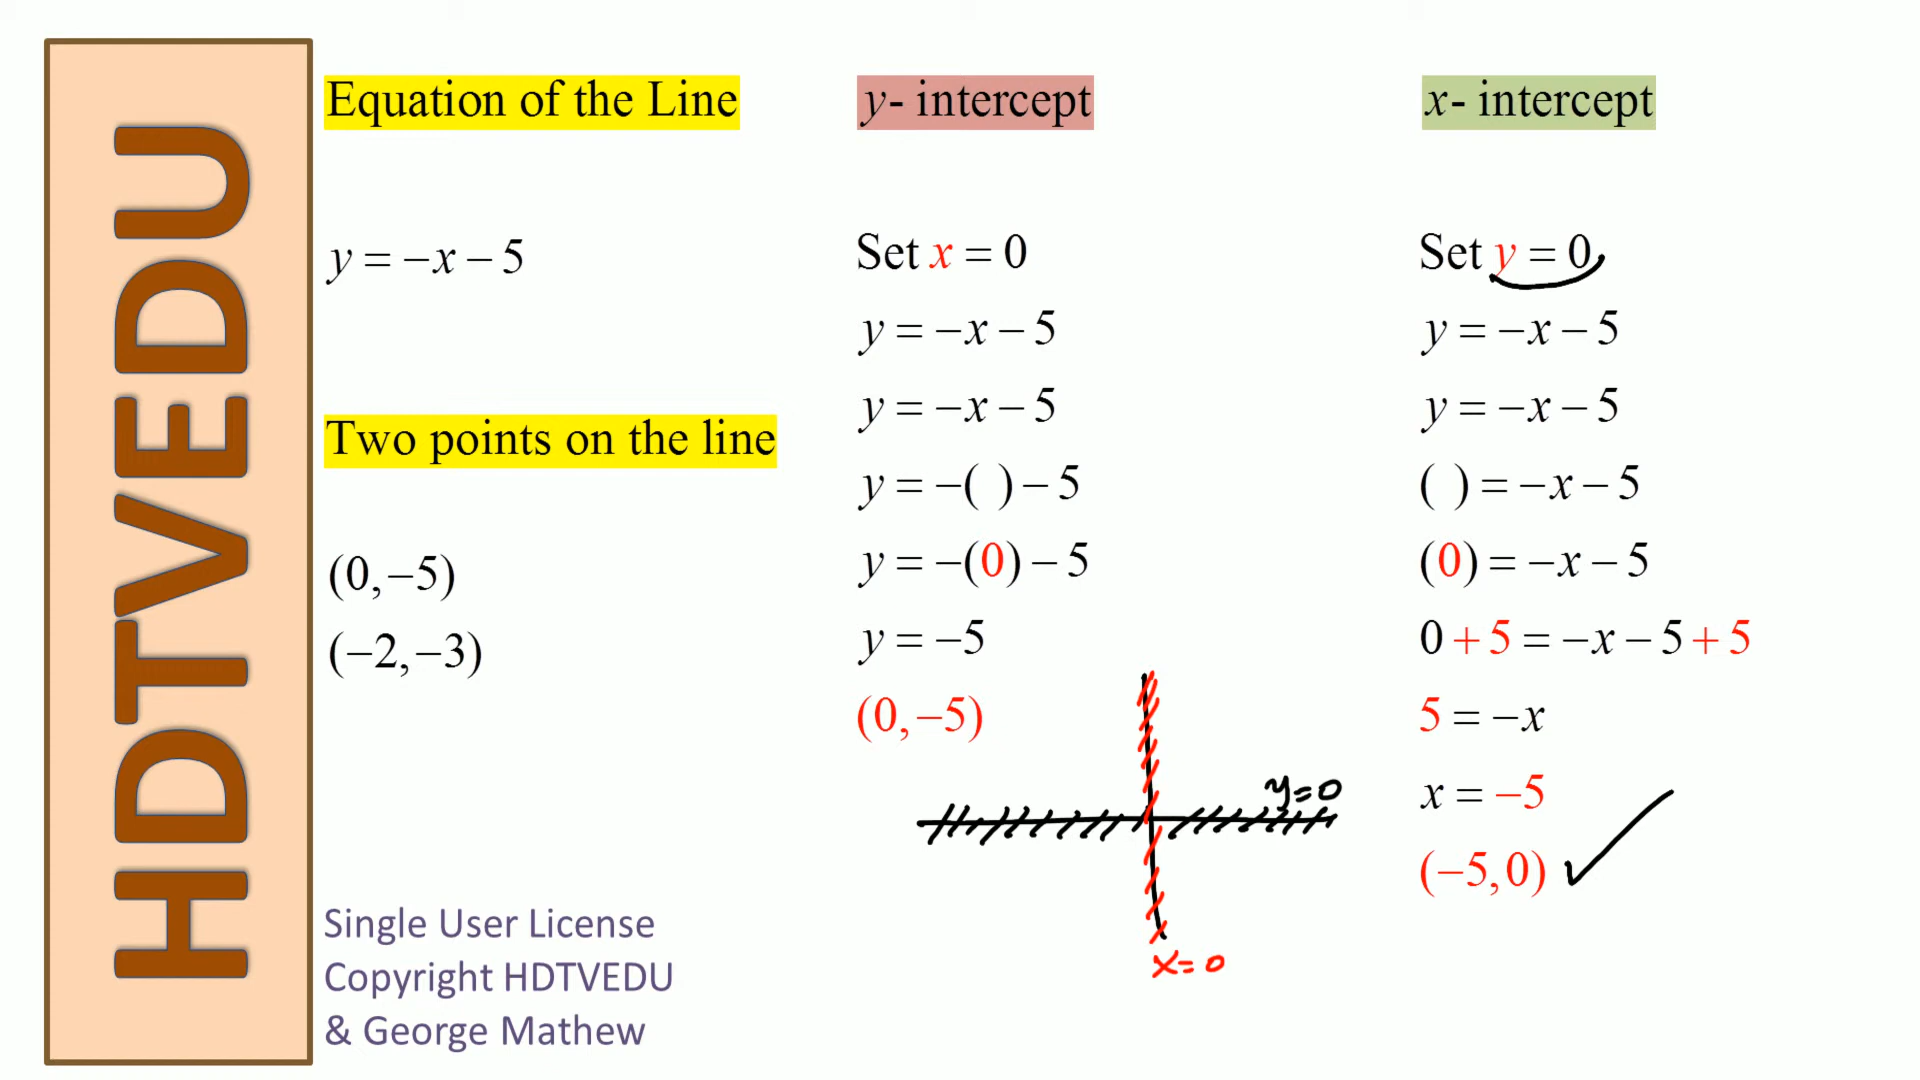 HDTVEDU
Equation of the Line
y = −x − 5
Two points on the line
(0, −5)
(−2, −3)
Single User License
Copyright HDTVEDU
& George Mathew
y- intercept
Set x = 0
y = −x − 5
y = −x − 5
y = −( ) − 5
y = −(0) − 5
y = −5
(0, −5)
y=0
x=0
x- intercept
Set y = 0
y = −x − 5
y = −x − 5
( ) = −x − 5
(0) = −x − 5
0 + 5 = −x − 5 + 5
5 = −x
x = −5
(−5, 0)